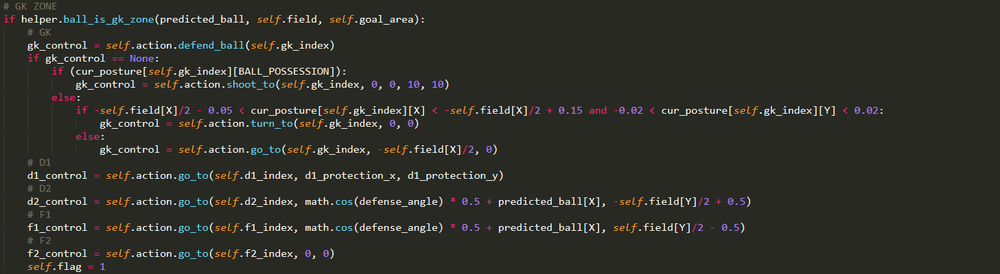 # GK ZONE
if helper.ball_is_gk_zone(predicted_ball, self.field, self.goal_area):
    # GK
    gk_control = self.action.defend_ball(self.gk_index)
    if gk_control == None:
        if (cur_posture[self.gk_index][BALL_POSSESSION]):
            gk_control = self.action.shoot_to(self.gk_index, 0, 0, 10, 10)
        else:
            if -self.field[X]/2 - 0.05 < cur_posture[self.gk_index][X] < -self.field[X]/2 + 0.15 and -0.02 < cur_posture[self.gk_index][Y] < 0.02:
                gk_control = self.action.turn_to(self.gk_index, 0, 0)
            else:
                gk_control = self.action.go_to(self.gk_index, -self.field[X]/2, 0)
    # D1
    d1_control = self.action.go_to(self.d1_index, d1_protection_x, d1_protection_y)
    # D2
    d2_control = self.action.go_to(self.d2_index, math.cos(defense_angle) * 0.5 + predicted_ball[X], -self.field[Y]/2 + 0.5)
    # F1
    f1_control = self.action.go_to(self.f1_index, math.cos(defense_angle) * 0.5 + predicted_ball[X], self.field[Y]/2 - 0.5)
    # F2
    f2_control = self.action.go_to(self.f2_index, 0, 0)
    self.flag = 1